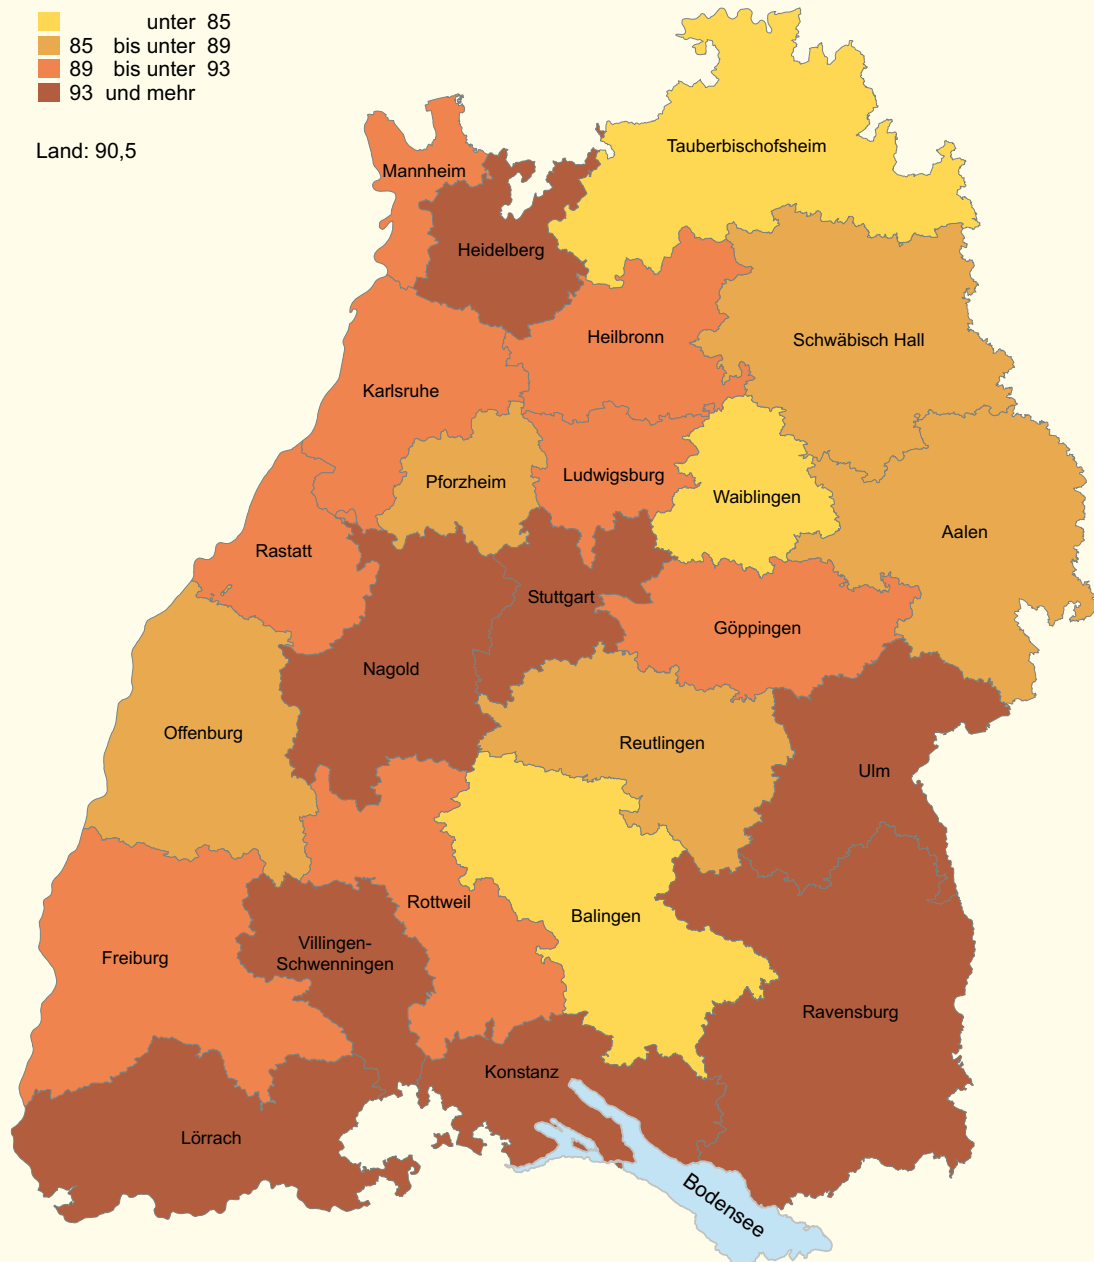 unter 85
85 bis unter 89
89 bis unter 93
93 und mehr
Land: 90,5
Tauberbischofsheim
Mannheim
Heidelberg
Heilbronn
Schwäbisch Hall
Karlsruhe
Ludwigsburg
Pforzheim
Waiblingen
Aalen
Rastatt
Stuttgart
Göppingen
Nagold
Offenburg
Reutlingen
Ulm
Rottweil
Balingen
Villingen-
Schwenningen
Freiburg
Ravensburg
Konstanz
Lörrach
Bodensee